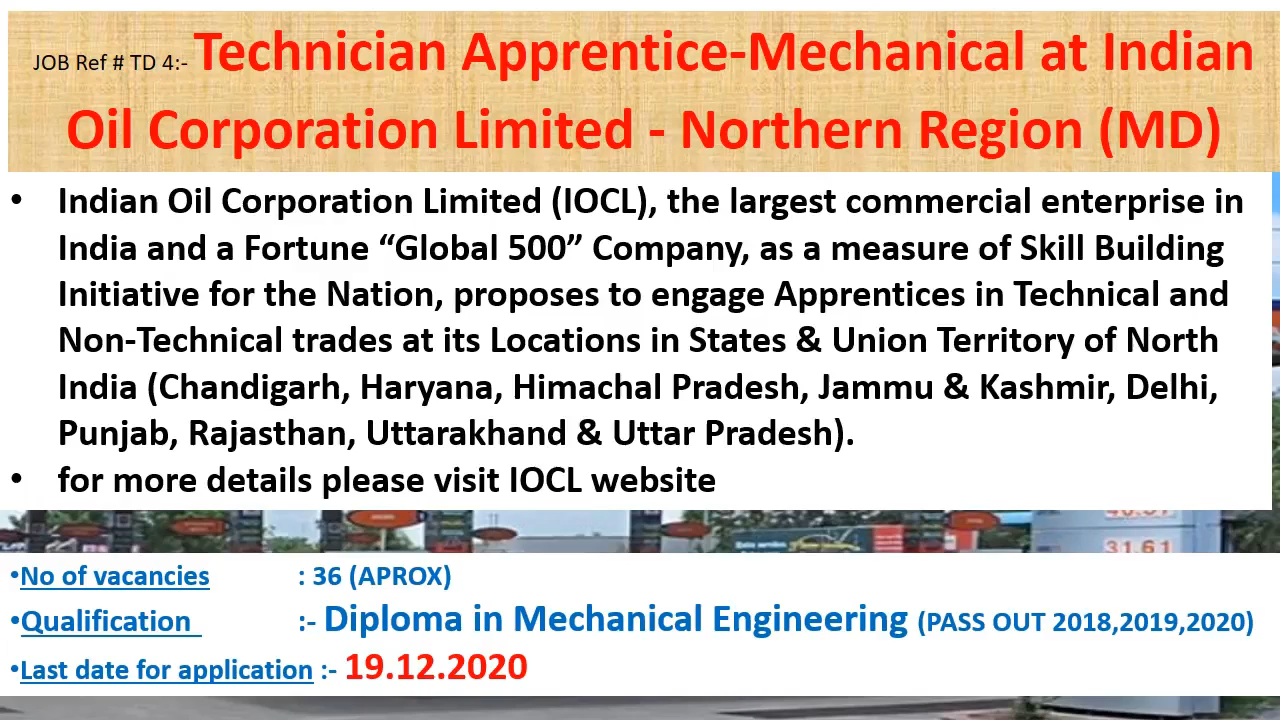 JOB Ref # TD 4:- Technician Apprentice-Mechanical at Indian
Oil Corporation Limited - Northern Region (MD)
• Indian Oil Corporation Limited (IOCL), the largest commercial enterprise in
India and a Fortune “Global 500” Company, as a measure of Skill Building
Initiative for the Nation, proposes to engage Apprentices in Technical and
Non-Technical trades at its Locations in States & Union Territory of North
India (Chandigarh, Haryana, Himachal Pradesh, Jammu & Kashmir, Delhi,
Punjab, Rajasthan, Uttarakhand & Uttar Pradesh).
• for more details please visit IOCL website
31.61
•No of vacancies : 36 (APROX)
•Qualification :- Diploma in Mechanical Engineering (PASS OUT 2018,2019,2020)
•Last date for application :- 19.12.2020